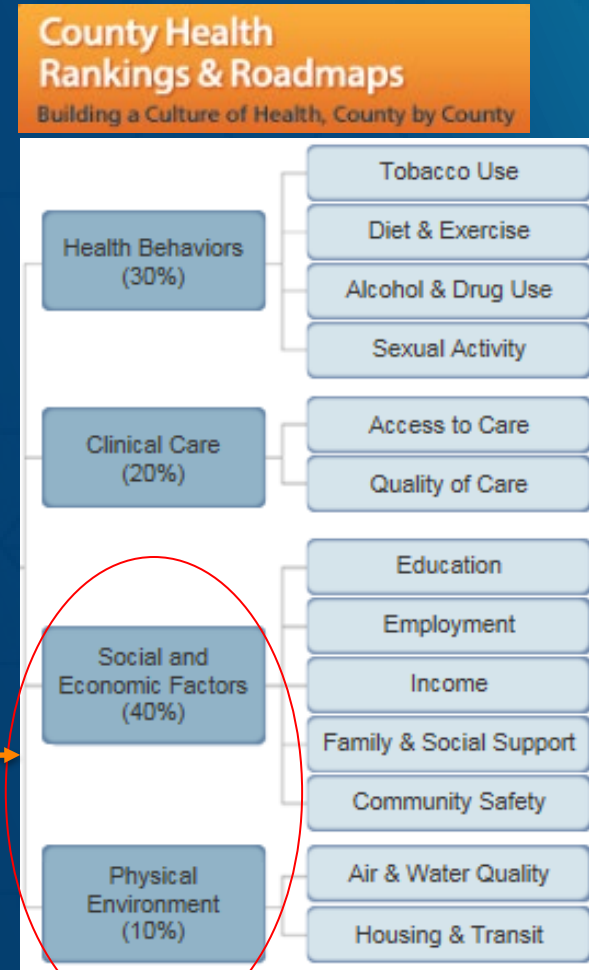 County Health
Rankings & Roadmaps
Building a Culture of Health, County by County
Health Behaviors
(30%)
Tobacco Use
Diet & Exercise
Alcohol & Drug Use
Sexual Activity
Clinical Care
(20%)
Access to Care
Quality of Care
Social and
Economic Factors
(40%)
Education
Employment
Income
Family & Social Support
Community Safety
Physical
Environment
(10%)
Air & Water Quality
Housing & Transit